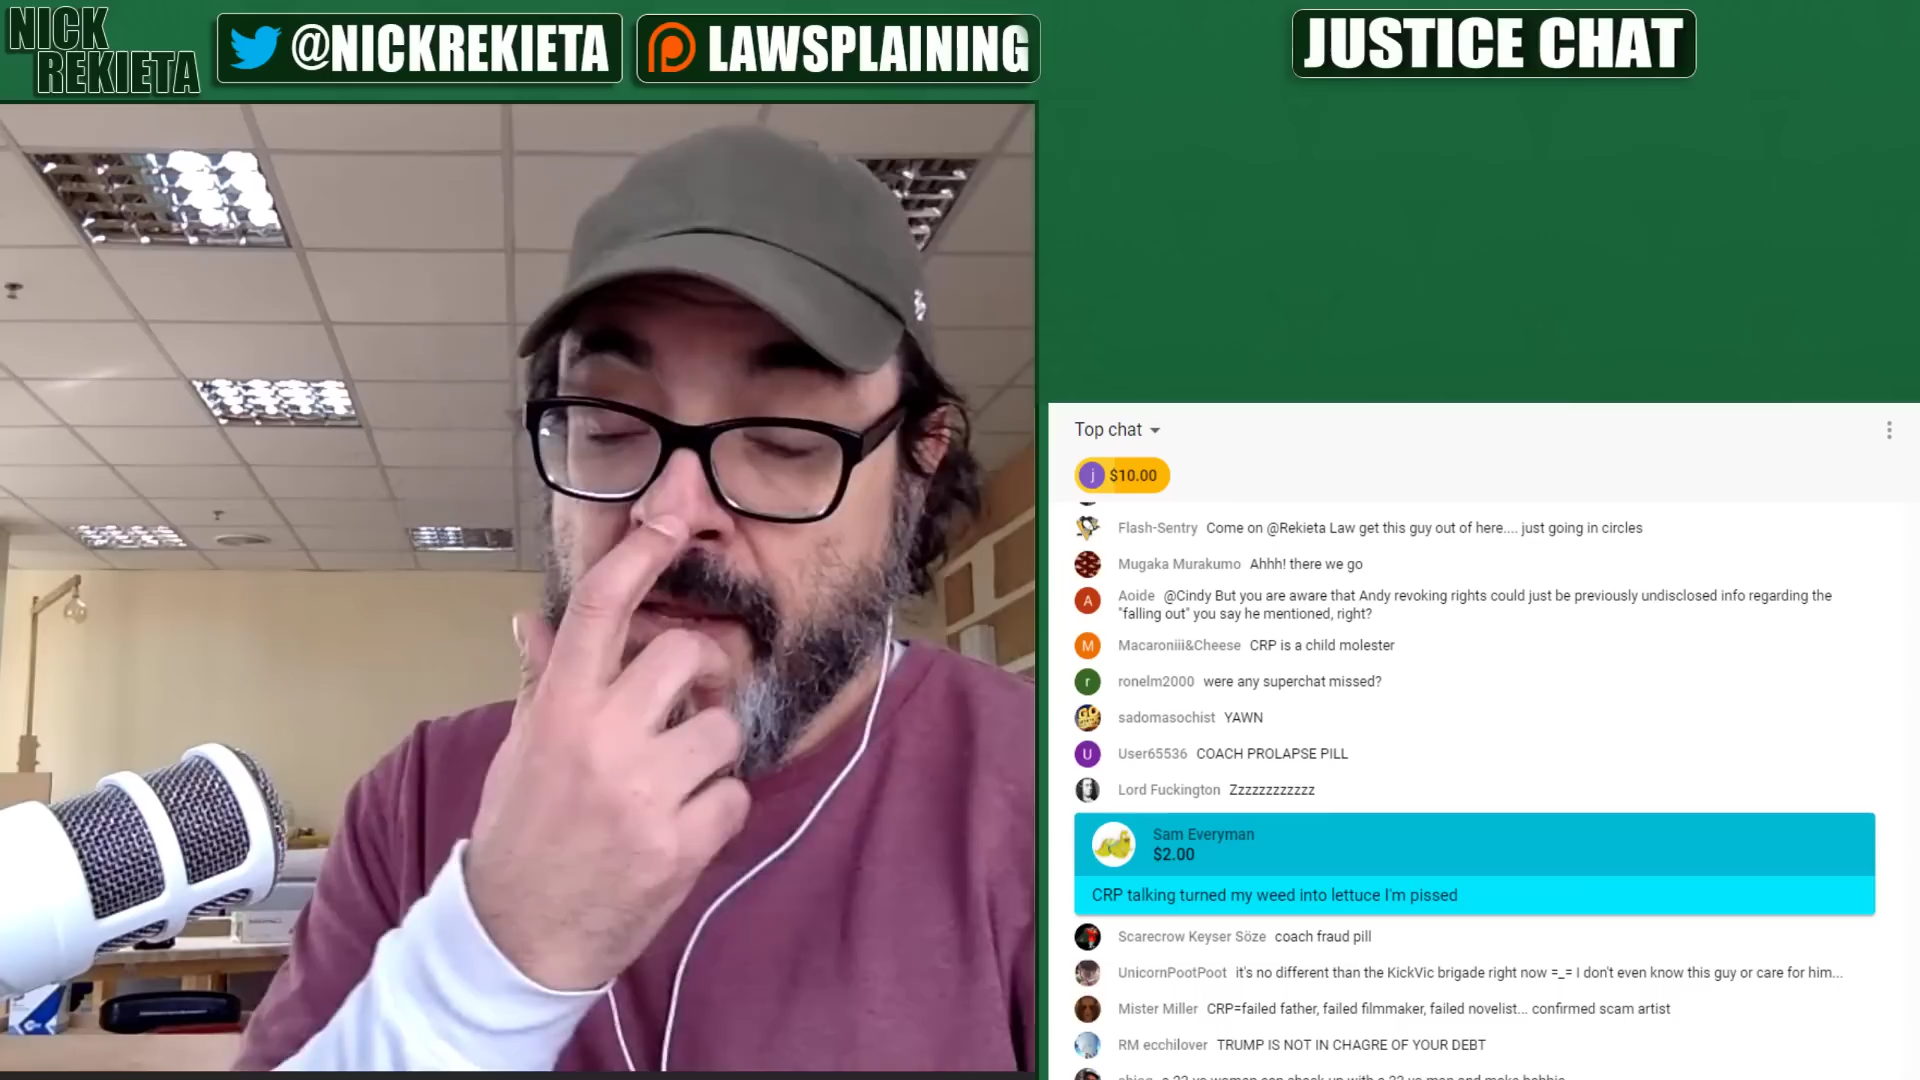 NICK
REKIETA
@NICKREKIETA
LAWSPLAINING
JUSTICE CHAT
Top chat
j $10.00
Flash-Sentry Come on @Rekieta Law get this guy out of here.... just going in circles
Mugaka Murakumo Ahhh! there we go
A Aoide @Cindy But you are aware that Andy revoking rights could just be previously undisclosed info regarding the
"falling out" you say he mentioned, right?
M Macaroniii&Cheese CRP is a child molester
r ronelm2000 were any superchat missed?
sadomasochist YAWN
U User65536 COACH PROLAPSE PILL
Lord Fuckington Zzzzzzzzzzzz
Sam Everyman
$2.00
CRP talking turned my weed into lettuce I'm pissed
Scarecrow Keyser Söze coach fraud pill
UnicornPootPoot it's no different than the KickVic brigade right now =_= I don't even know this guy or care for him...
Mister Miller CRP=failed father, failed filmmaker, failed novelist... confirmed scam artist
RM ecchilover TRUMP IS NOT IN CHAGRE OF YOUR DEBT